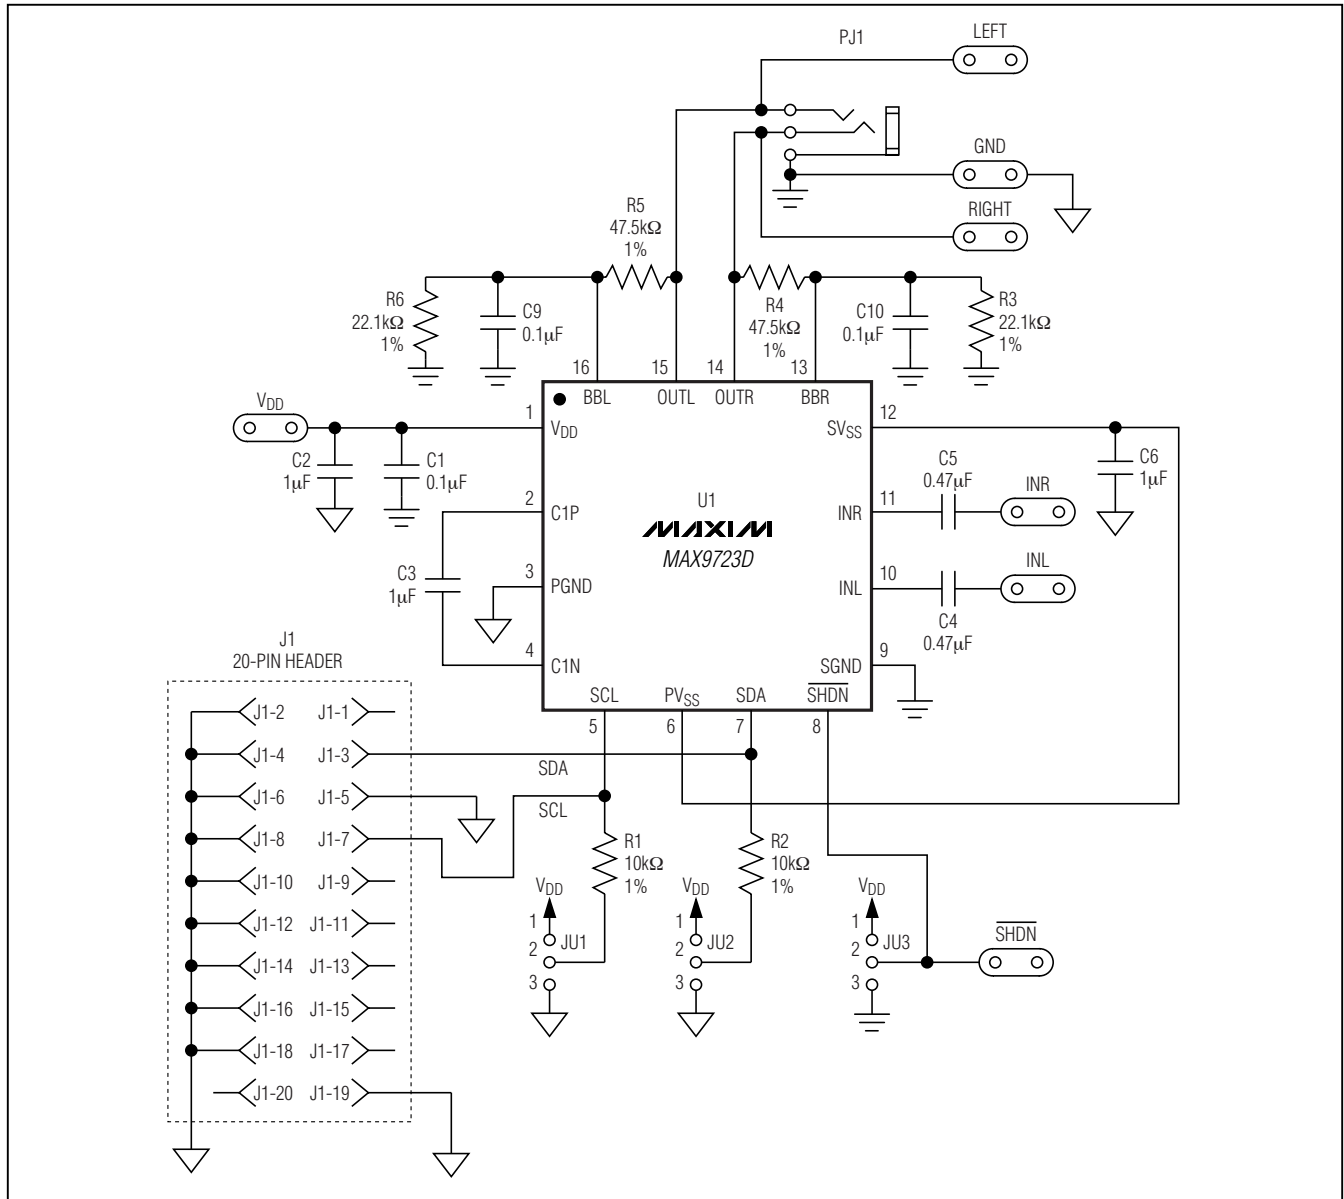 PJ1
LEFT
GND
RIGHT
R5
47.5kΩ
1%
R6
22.1kΩ
1%
C9
0.1µF
R4
47.5kΩ
1%
C10
0.1µF
R3
22.1kΩ
1%
16 15 14 13
BBL OUTL OUTR BBR
VDD
1
VDD
12
SVSS
C2
1µF
C1
0.1µF
C6
1µF
C5
0.47µF
INR
2
C1P
U1
MAXIM
MAX9723D
11
INR
C3
1µF
3
PGND
10
INL
INL
C4
0.47µF
4
C1N
9
SGND
SCL PVSS SDA SHDN
5 6 7 8
J1
20-PIN HEADER
J1-2 J1-1
J1-4 J1-3
SDA
J1-6 J1-5
SCL
J1-8 J1-7
J1-10 J1-9
J1-12 J1-11
J1-14 J1-13
J1-16 J1-15
J1-18 J1-17
J1-20 J1-19
R1
10kΩ
1%
R2
10kΩ
1%
VDD
1
2
3
JU1
VDD
1
2
3
JU2
VDD
1
2
3
JU3
SHDN